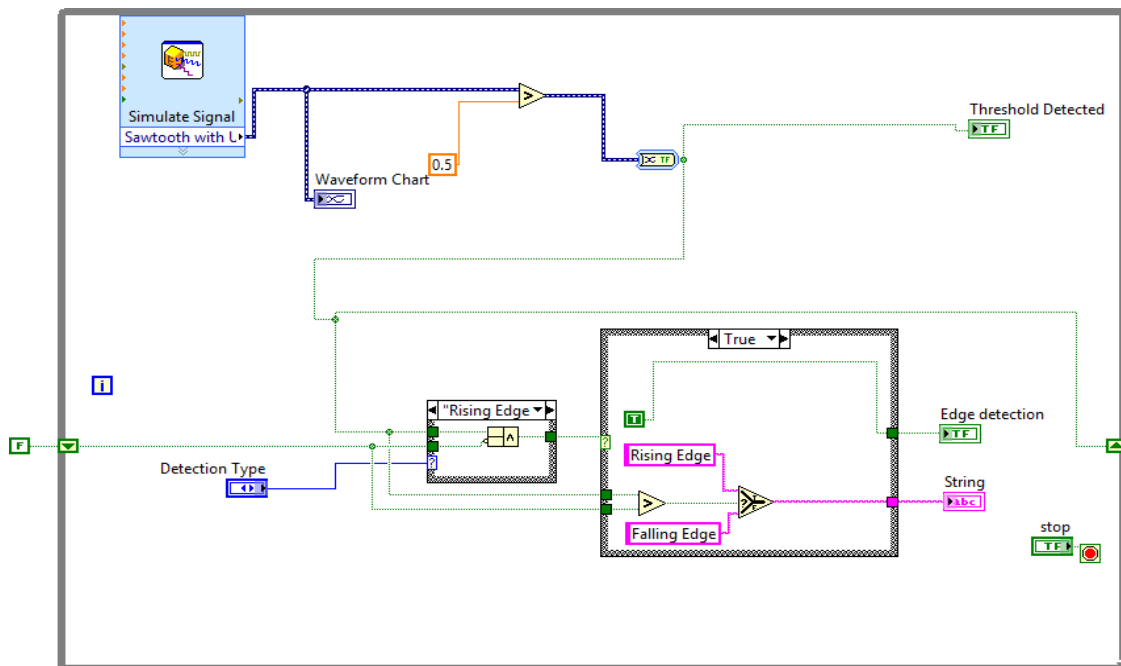 Simulate Signal
Sawtooth with U
Threshold Detected
TF
TF
0.5
Waveform Chart
True
i
"Rising Edge
T
Edge detection
TF
F
A
?
Rising Edge
Detection Type
?
String
abc
>
>
?
T
F
Falling Edge
stop
TF